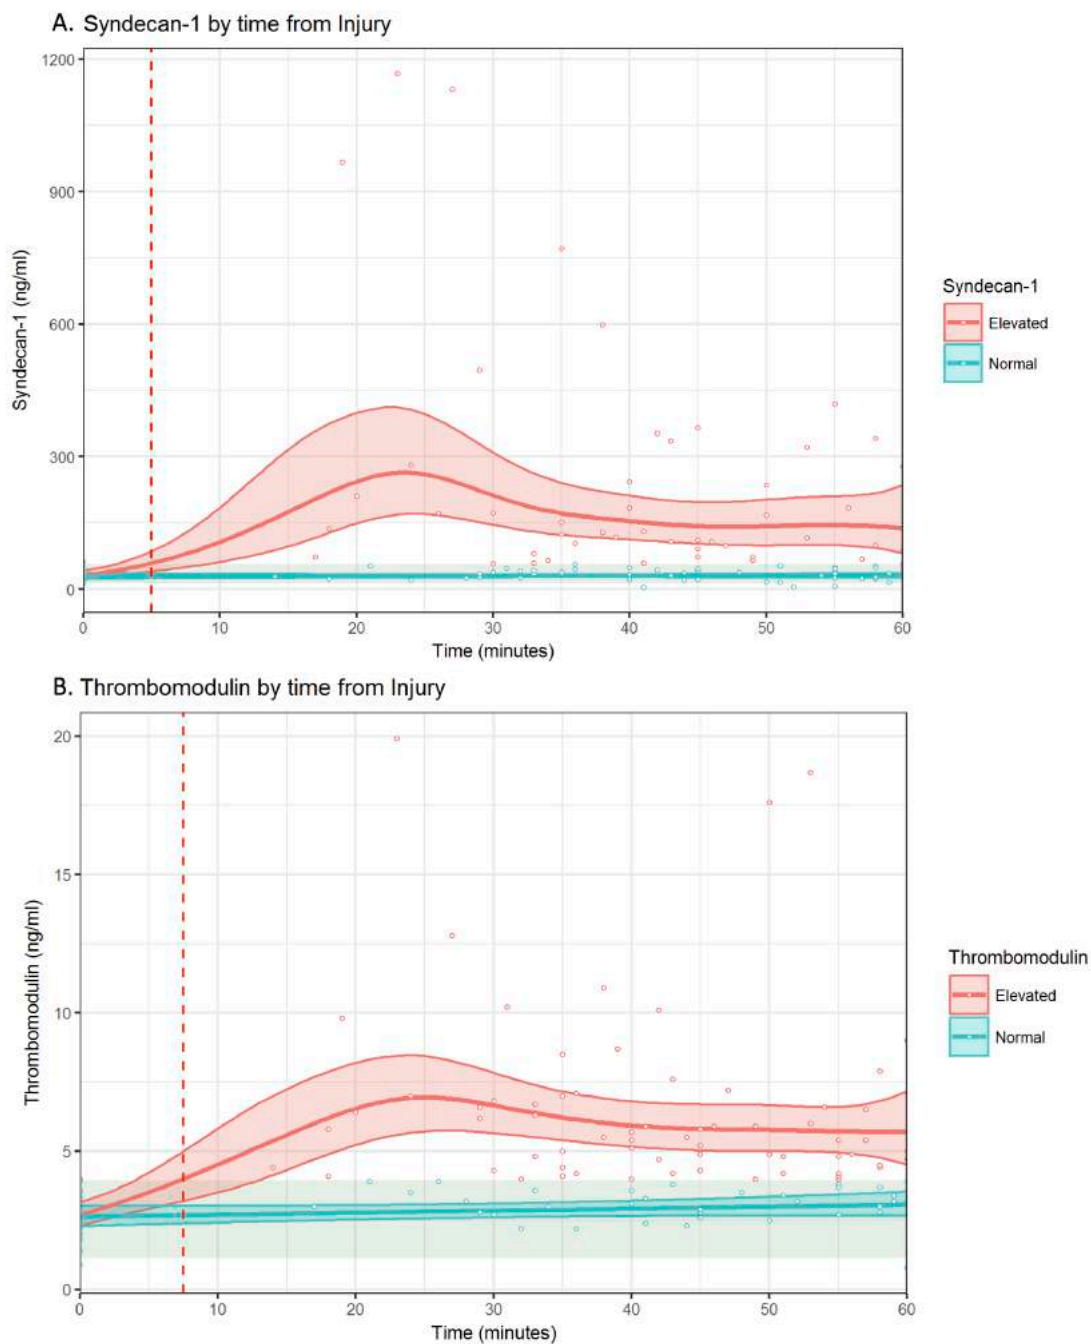 A. Syndecan-1 by time from Injury
1200
900
600
300
0
Syndecan-1 (ng/ml)
0 10 20 30 40 50 60
Time (minutes)
Syndecan-1
Elevated
Normal
B. Thrombomodulin by time from Injury
20
15
10
5
0
Thrombomodulin (ng/ml)
0 10 20 30 40 50 60
Time (minutes)
Thrombomodulin
Elevated
Normal